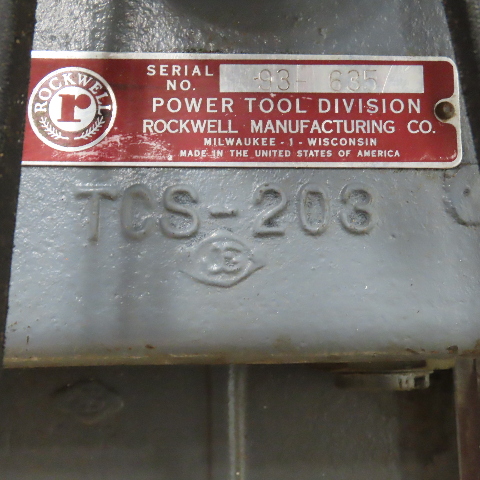 ROCKWELL
r
SERIAL
NO. 93-635/
POWER TOOL DIVISION
ROCKWELL MANUFACTURING CO.
MILWAUKEE - 1 - WISCONSIN
MADE IN THE UNITED STATES OF AMERICA
TCS-203